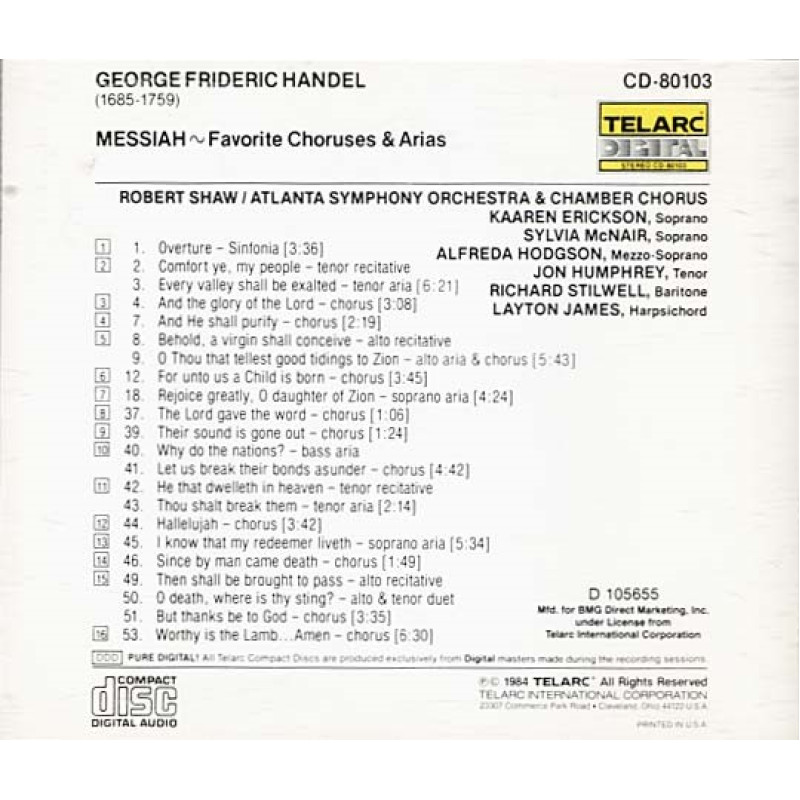 GEORGE FRIDERIC HANDEL
(1685-1759)
CD-80103
MESSIAH ~ Favorite Choruses & Arias
TELARC
DIGITAL
STEREO CD-80103
ROBERT SHAW / ATLANTA SYMPHONY ORCHESTRA & CHAMBER CHORUS
KAAREN ERICKSON, Soprano
SYLVIA McNAIR, Soprano
ALFREDA HODGSON, Mezzo-Soprano
JON HUMPHREY, Tenor
RICHARD STILWELL, Baritone
LAYTON JAMES, Harpsichord
1 1. Overture – Sinfonia [3:36]
2 2. Comfort ye, my people – tenor recitative
3. Every valley shall be exalted – tenor aria [6:21]
3 4. And the glory of the Lord – chorus [3:08]
4 7. And He shall purify – chorus [2:19]
5 8. Behold, a virgin shall conceive – alto recitative
9. O Thou that tellest good tidings to Zion – alto aria & chorus [5:43]
6 12. For unto us a Child is born – chorus [3:45]
7 18. Rejoice greatly, O daughter of Zion – soprano aria [4:24]
8 37. The Lord gave the word – chorus [1:06]
9 39. Their sound is gone out – chorus [1:24]
10 40. Why do the nations? – bass aria
41. Let us break their bonds asunder – chorus [4:42]
11 42. He that dwelleth in heaven – tenor recitative
43. Thou shalt break them – tenor aria [2:14]
12 44. Hallelujah – chorus [3:42]
13 45. I know that my redeemer liveth – soprano aria [5:34]
14 46. Since by man came death – chorus [1:49]
15 49. Then shall be brought to pass – alto recitative
50. O death, where is thy sting? – alto & tenor duet
51. But thanks be to God – chorus [3:35]
16 53. Worthy is the Lamb...Amen – chorus [6:30]
D 105655
Mfd. for BMG Direct Marketing, Inc.
under License from
Telarc International Corporation
DDD PURE DIGITAL! All Telarc Compact Discs are produced exclusively from Digital masters made during the recording sessions.
COMPACT
disc
DIGITAL AUDIO
℗© 1984 TELARC® All Rights Reserved
TELARC INTERNATIONAL CORPORATION
23307 Commerce Park Road • Cleveland, Ohio 44122 U.S.A.
PRINTED IN U.S.A.